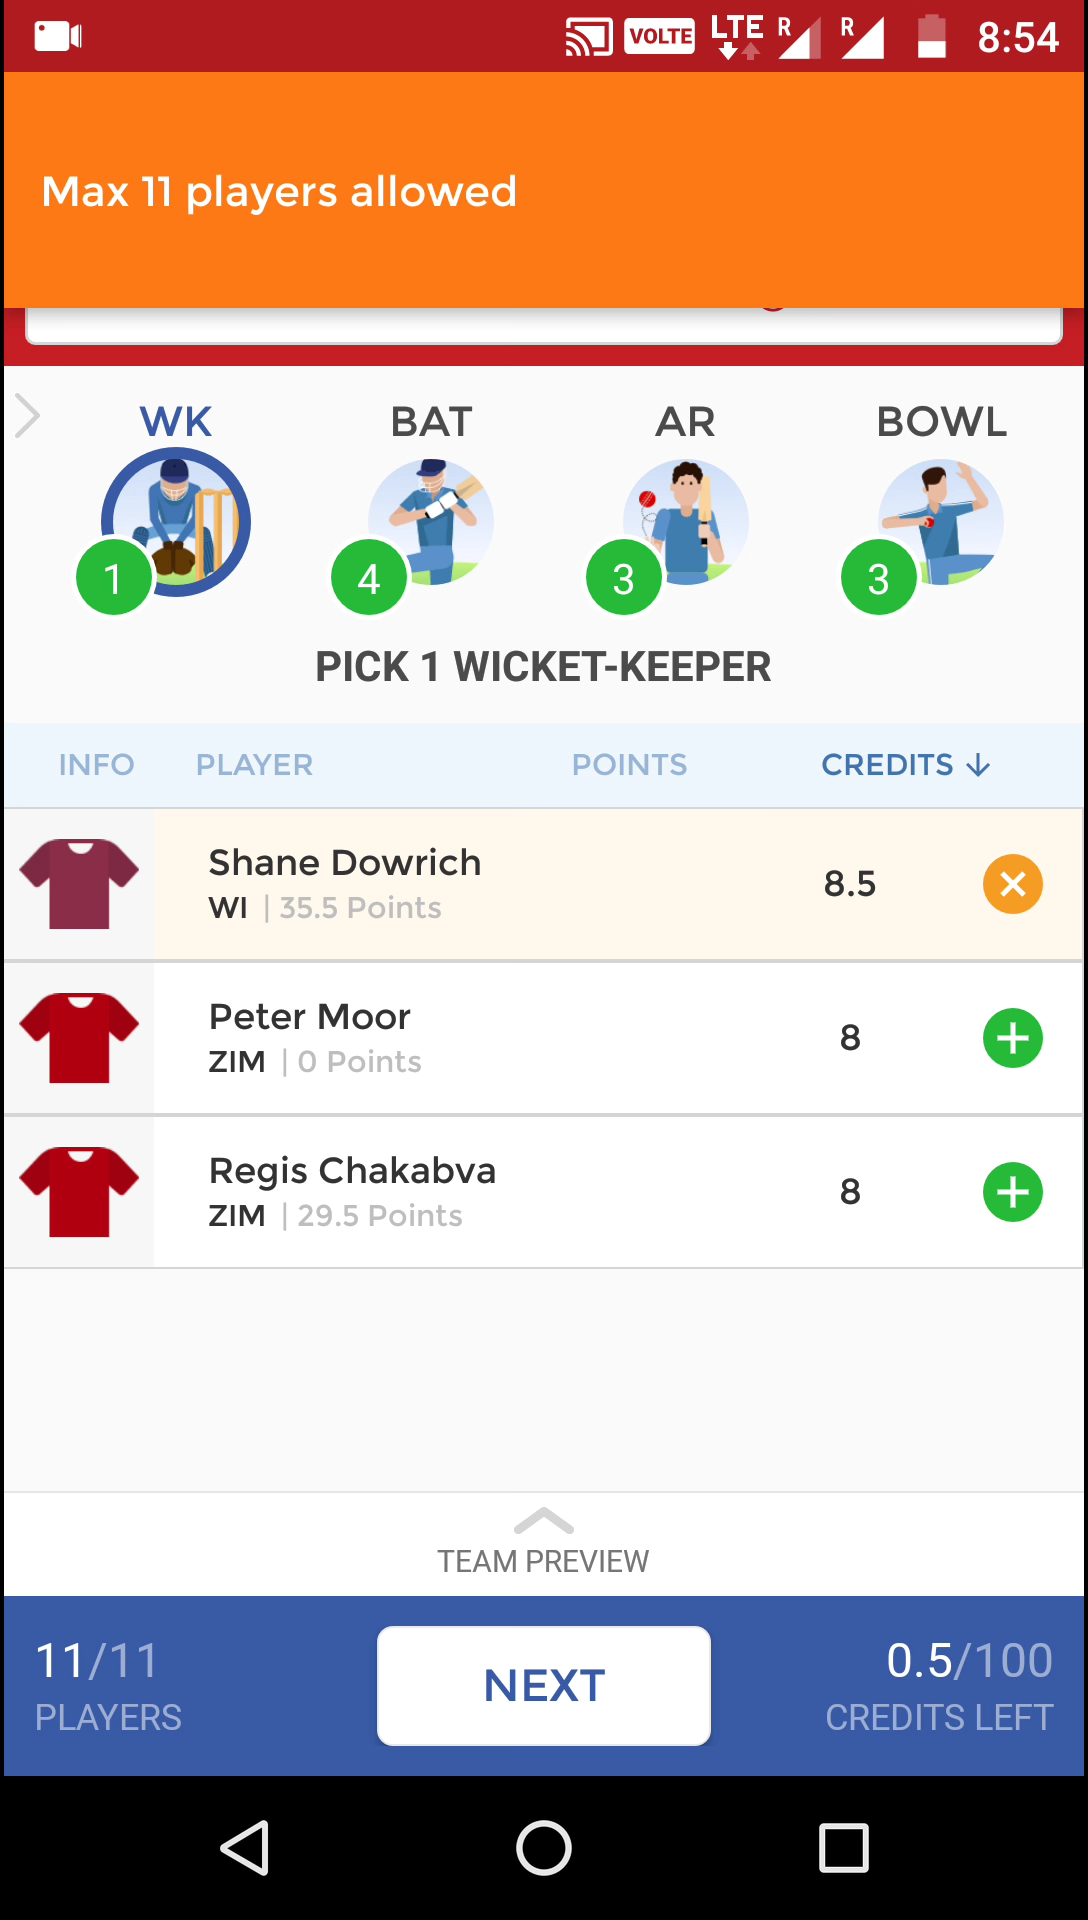 VOLTE LTE R R 8:54
Max 11 players allowed
WK BAT AR BOWL
1 4 3 3
PICK 1 WICKET-KEEPER
INFO PLAYER POINTS CREDITS
Shane Dowrich
8.5
WI | 35.5 Points
Peter Moor
8
ZIM | 0 Points
Regis Chakabva
8
ZIM | 29.5 Points
TEAM PREVIEW
11/11 NEXT 0.5/100
PLAYERS CREDITS LEFT